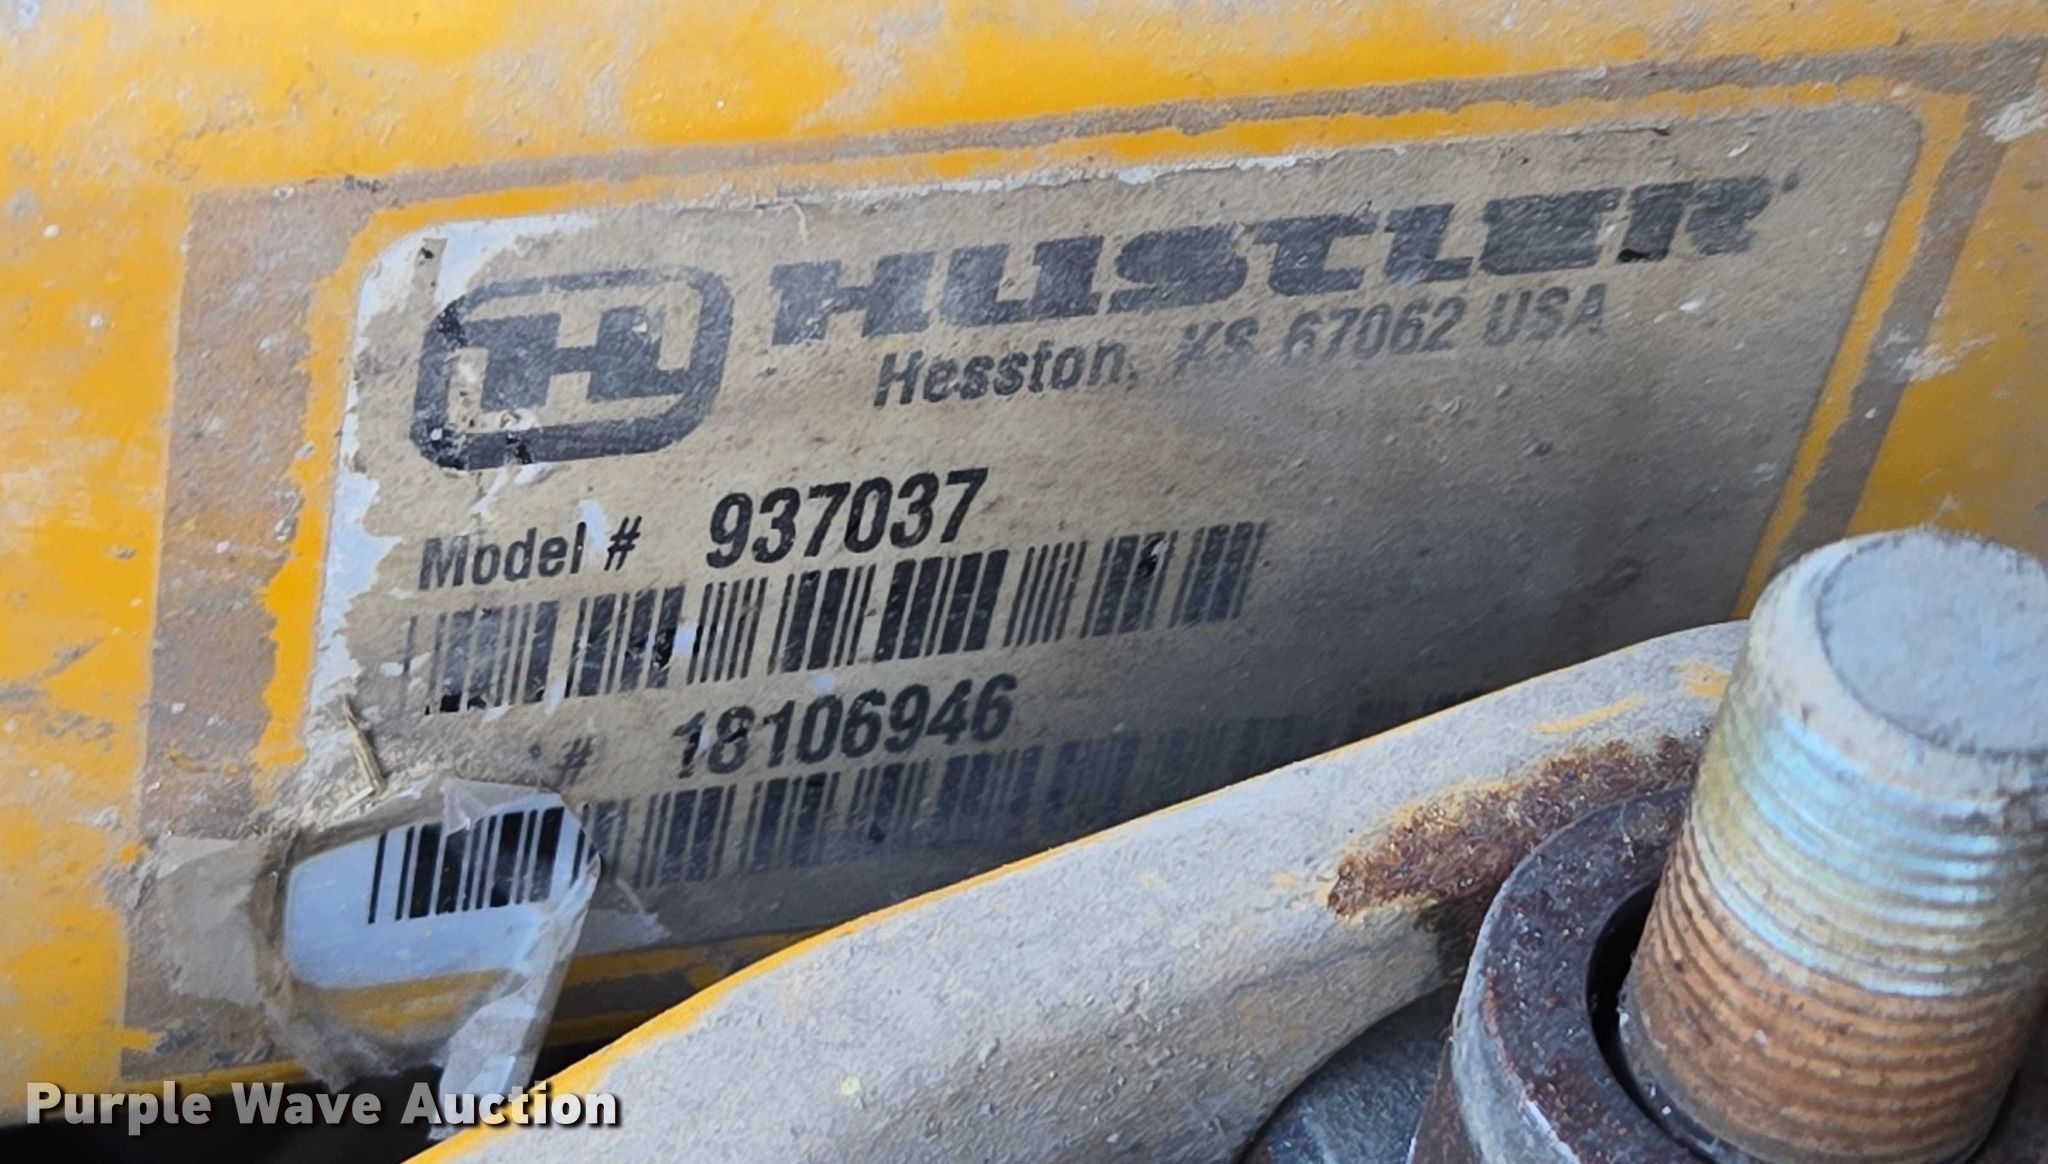 HUSTLER
Hesston, KS 67062 USA
Model # 937037
# 18106946
Purple Wave Auction